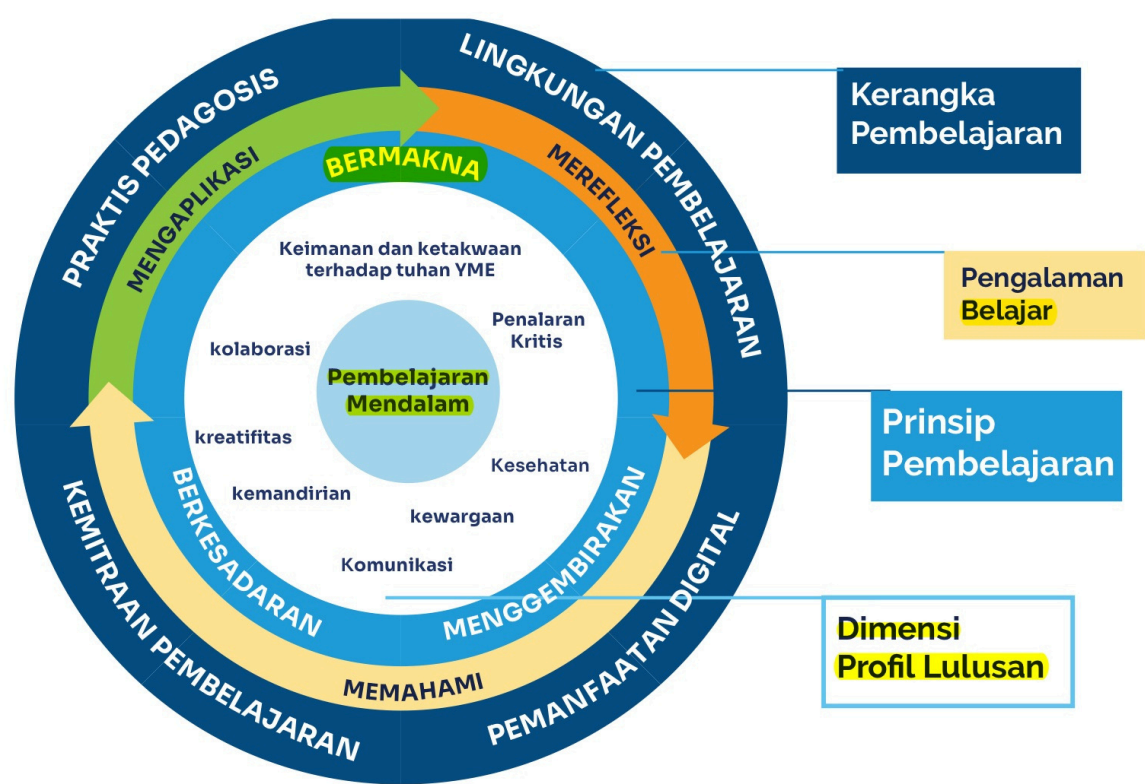 PRAKTIS PEDAGOSIS
LINGKUNGAN PEMBELAJARAN
PEMANFAATAN DIGITAL
KEMITRAAN PEMBELAJARAN
MENGAPLIKASI
MEREFLEKSI
MEMAHAMI
BERMAKNA
MENGGEMBIRAKAN
BERKESADARAN
Keimanan dan ketakwaan
terhadap tuhan YME
Penalaran
Kritis
kolaborasi
Pembelajaran
Mendalam
kreatifitas
Kesehatan
kemandirian
kewargaan
Komunikasi
Kerangka
Pembelajaran
Pengalaman
Belajar
Prinsip
Pembelajaran
Dimensi
Profil Lulusan